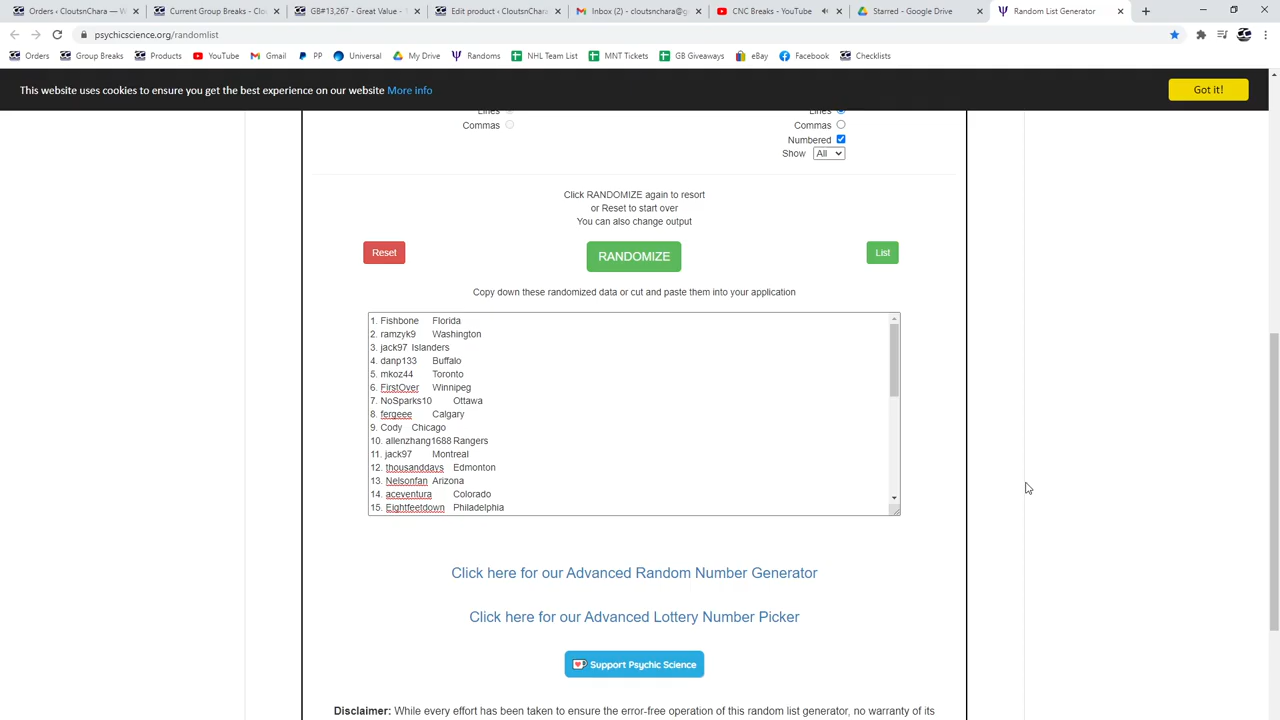 Orders ‹ CloutsnChara — W
Current Group Breaks - Clo
GB#13,267 - Great Value -
Edit product ‹ CloutsnChar
Inbox (2) - cloutsnchara@g
CNC Breaks - YouTube
Starred - Google Drive
Random List Generator
psychicscience.org/randomlist
Orders Group Breaks Products YouTube Gmail PP Universal My Drive Randoms NHL Team List MNT Tickets GB Giveaways eBay Facebook Checklists
This website uses cookies to ensure you get the best experience on our website More info Got it!
Lines Lines
Commas Commas
Numbered
Show All
Click RANDOMIZE again to resort
or Reset to start over
You can also change output
Reset RANDOMIZE List
Copy down these randomized data or cut and paste them into your application
1. Fishbone Florida
2. ramzyk9 Washington
3. jack97 Islanders
4. danp133 Buffalo
5. mkoz44 Toronto
6. FirstOver Winnipeg
7. NoSparks10 Ottawa
8. fergeee Calgary
9. Cody Chicago
10. allenzhang1688 Rangers
11. jack97 Montreal
12. thousanddays Edmonton
13. Nelsonfan Arizona
14. aceventura Colorado
15. Eightfeetdown Philadelphia
Click here for our Advanced Random Number Generator
Click here for our Advanced Lottery Number Picker
Support Psychic Science
Disclaimer: While every effort has been taken to ensure the error-free operation of this random list generator, no warranty of its